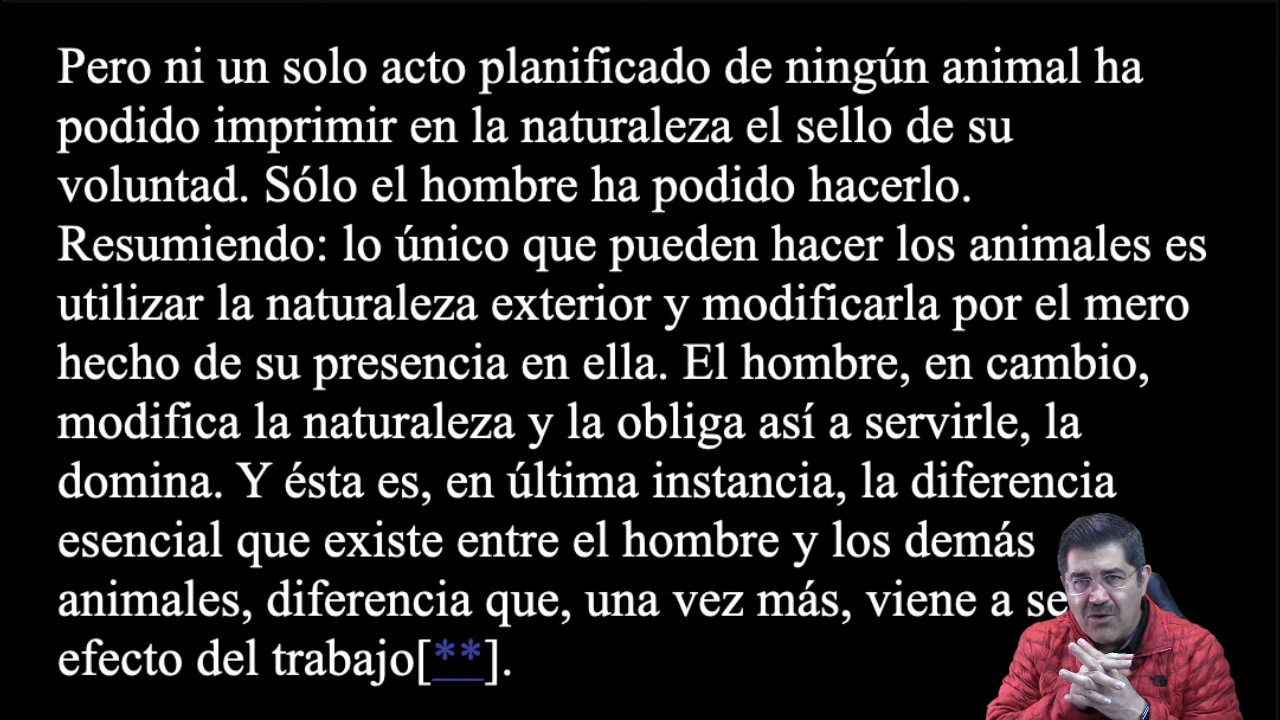 Pero ni un solo acto planificado de ningún animal ha
podido imprimir en la naturaleza el sello de su
voluntad. Sólo el hombre ha podido hacerlo.
Resumiendo: lo único que pueden hacer los animales es
utilizar la naturaleza exterior y modificarla por el mero
hecho de su presencia en ella. El hombre, en cambio,
modifica la naturaleza y la obliga así a servirle, la
domina. Y ésta es, en última instancia, la diferencia
esencial que existe entre el hombre y los demás
animales, diferencia que, una vez más, viene a
efecto del trabajo[**].